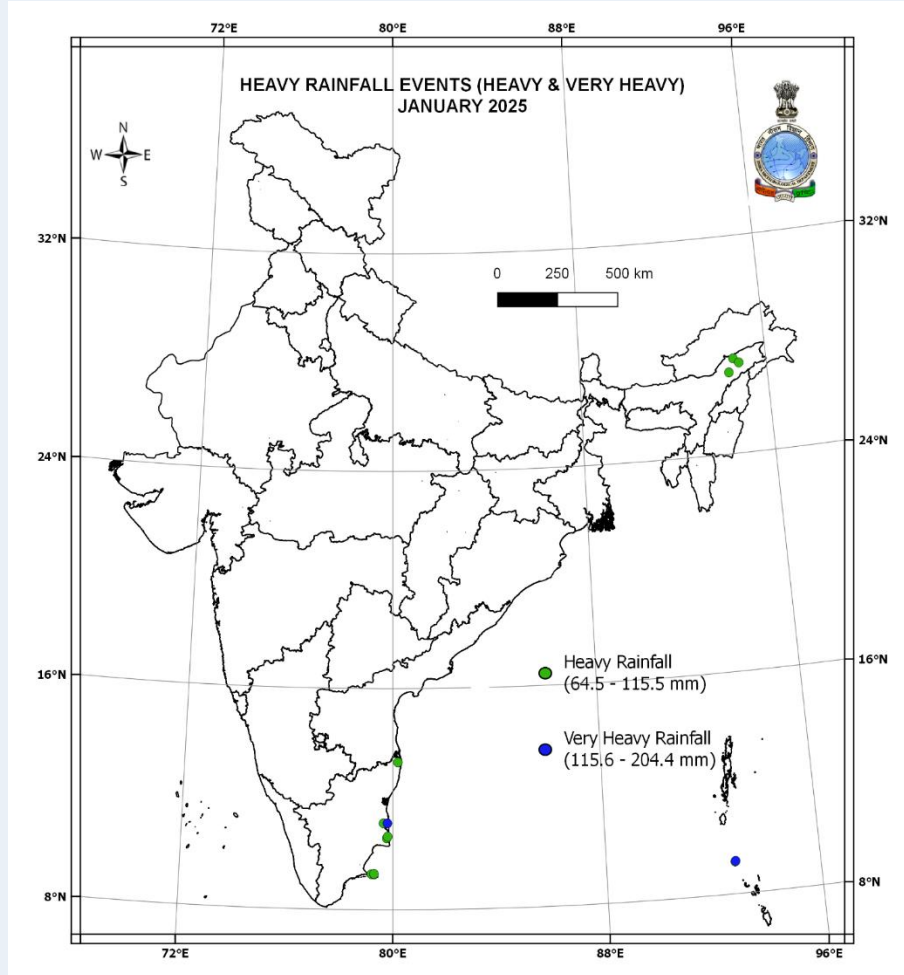 72°E 80°E 88°E 96°E
HEAVY RAINFALL EVENTS (HEAVY & VERY HEAVY)
JANUARY 2025
N
W E
S
32°N 32°N
0 250 500 km
24°N 24°N
16°N 16°N
Heavy Rainfall
(64.5 - 115.5 mm)
Very Heavy Rainfall
(115.6 - 204.4 mm)
8°N 8°N
72°E 80°E 88°E 96°E